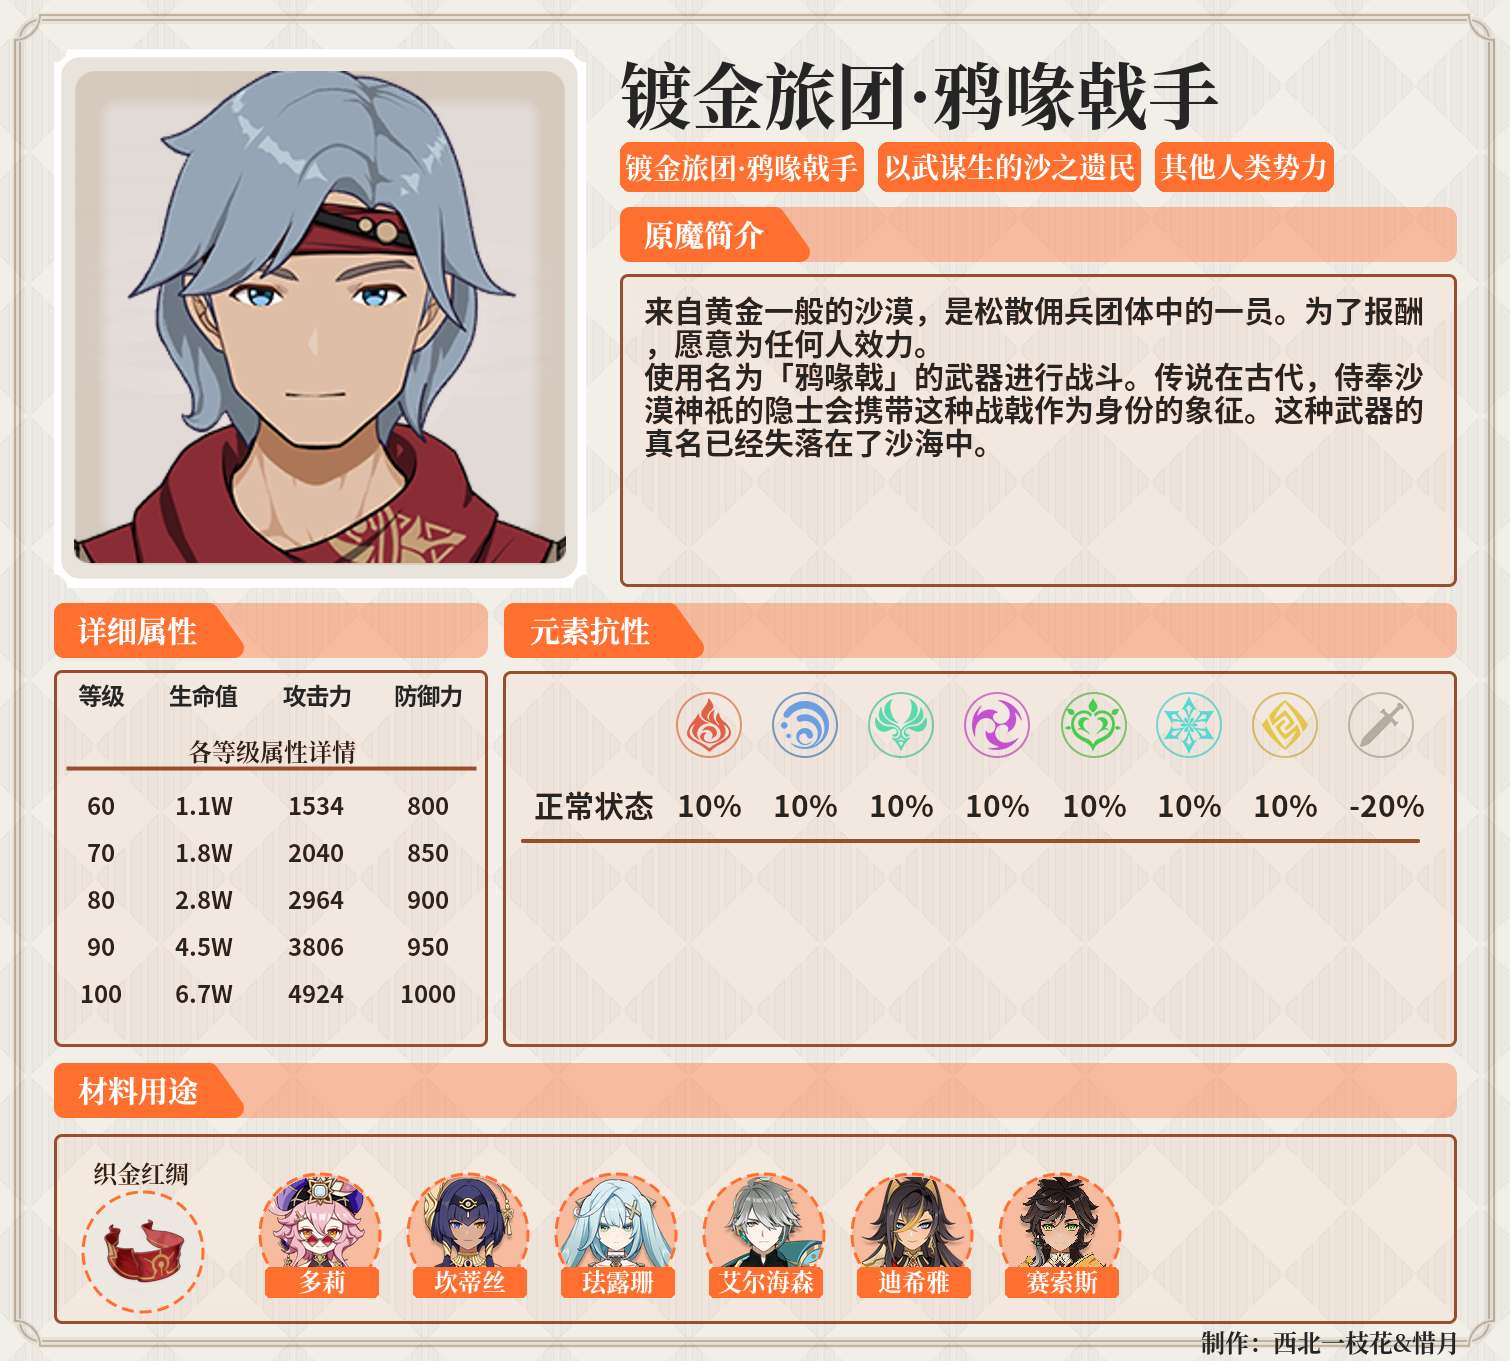 镀金旅团·鸦喙戟手
镀金旅团·鸦喙戟手 以武谋生的沙之遗民 其他人类势力
原魔简介
来自黄金一般的沙漠，是松散佣兵团体中的一员。为了报酬
，愿意为任何人效力。
使用名为「鸦喙戟」的武器进行战斗。传说在古代，侍奉沙
漠神祇的隐士会携带这种战戟作为身份的象征。这种武器的
真名已经失落在了沙海中。
详细属性
等级 生命值 攻击力 防御力
各等级属性详情
60 1.1W 1534 800
70 1.8W 2040 850
80 2.8W 2964 900
90 4.5W 3806 950
100 6.7W 4924 1000
元素抗性
正常状态 10% 10% 10% 10% 10% 10% 10% -20%
材料用途
织金红绸
多莉 坎蒂丝 珐露珊 艾尔海森 迪希雅 赛索斯
制作：西北一枝花&惜月